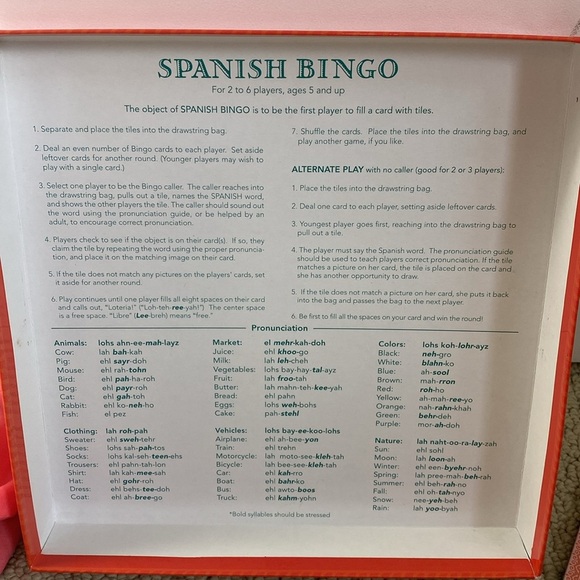 SPANISH BINGO
For 2 to 6 players, ages 5 and up
The object of SPANISH BINGO is to be the first player to fill a card with tiles.
1. Separate and place the tiles into the drawstring bag.
2. Deal an even number of Bingo cards to each player. Set aside
leftover cards for another round. (Younger players may wish to
play with a single card.)
3. Select one player to be the Bingo caller. The caller reaches into
the drawstring bag, pulls out a tile, names the SPANISH word,
and shows the other players the tile. The caller should sound out
the word using the pronunciation guide, or be helped by an
adult, to encourage correct pronunciation.
4. Players check to see if the object is on their card(s). If so, they
claim the tile by repeating the word using the proper pronuncia-
tion, and place it on the matching image on their card.
5. If the tile does not match any pictures on the players' cards, set
it aside for another round.
6. Play continues until one player fills all eight spaces on their card
and calls out, "Loteria!" ("Loh-teh-ree-yah!") The center space
is a free space. "Libre" (Lee-breh) means "free."
7. Shuffle the cards. Place the tiles into the drawstring bag, and
play another game, if you like.
ALTERNATE PLAY with no caller (good for 2 or 3 players):
1. Place the tiles into the drawstring bag.
2. Deal one card to each player, setting aside leftover cards.
3. Youngest player goes first, reaching into the drawstring bag to
pull out a tile.
4. The player must say the Spanish word. The pronunciation guide
should be used to teach players correct pronunciation. If the tile
matches a picture on her card, the tile is placed on the card and
she has another opportunity to draw.
5. If the tile does not match a picture on her card, she puts it back
into the bag and passes the bag to the next player.
6. Be first to fill all the spaces on your card and win the round!
Pronunciation
Animals: lohs ahn-ee-mah-layz
Cow: lah bah-kah
Pig: ehl sayr-doh
Mouse: ehl rah-tohn
Bird: ehl pah-ha-roh
Dog: ehl payr-roh
Cat: ehl gah-toh
Rabbit: ehl ko-neh-ho
Fish: el pez
Market: el mehr-kah-doh
Juice: ehl khoo-go
Milk: lah leh-cheh
Vegetables: lohs bay-hay-tal-ayz
Fruit: lah froo-tah
Butter: lah mahn-teh-kee-yah
Bread: ehl pahn
Eggs: lohs weh-bohs
Cake: pah-stehl
Colors: lohs koh-lohr-ayz
Black: neh-gro
White: blahn-ko
Blue: ah-sool
Brown: mah-rron
Red: roh-ho
Yellow: ah-mah-ree-yo
Orange: nah-rahn-khah
Green: behr-deh
Purple: mor-ah-doh
Clothing: lah roh-pah
Sweater: ehl sweh-tehr
Shoes: lohs sah-pah-tos
Socks: lohs kal-seh-teen-ehs
Trousers: ehl pahn-tah-lon
Shirt: lah kah-mee-sah
Hat: ehl gohr-roh
Dress: ehl behs-tee-doh
Coat: ehl ah-bree-go
Vehicles: lohs bay-ee-koo-lohs
Airplane: ehl ah-bee-yon
Train: ehl trehn
Motorcycle: lah moto-see-kleh-tah
Bicycle: lah bee-see-kleh-tah
Car: ehl kah-rro
Boat: ehl bahr-ko
Bus: ehl awto-boos
Truck: ehl kahm-yohn
Nature: lah naht-oo-ra-lay-zah
Sun: ehl sohl
Moon: lah loon-ah
Winter: ehl een-byehr-noh
Spring: lah pree-mah-beh-rah
Summer: ehl beh-rah-no
Fall: ehl oh-tah-nyo
Snow: nee-yeh-beh
Rain: lah yoo-byah
*Bold syllables should be stressed